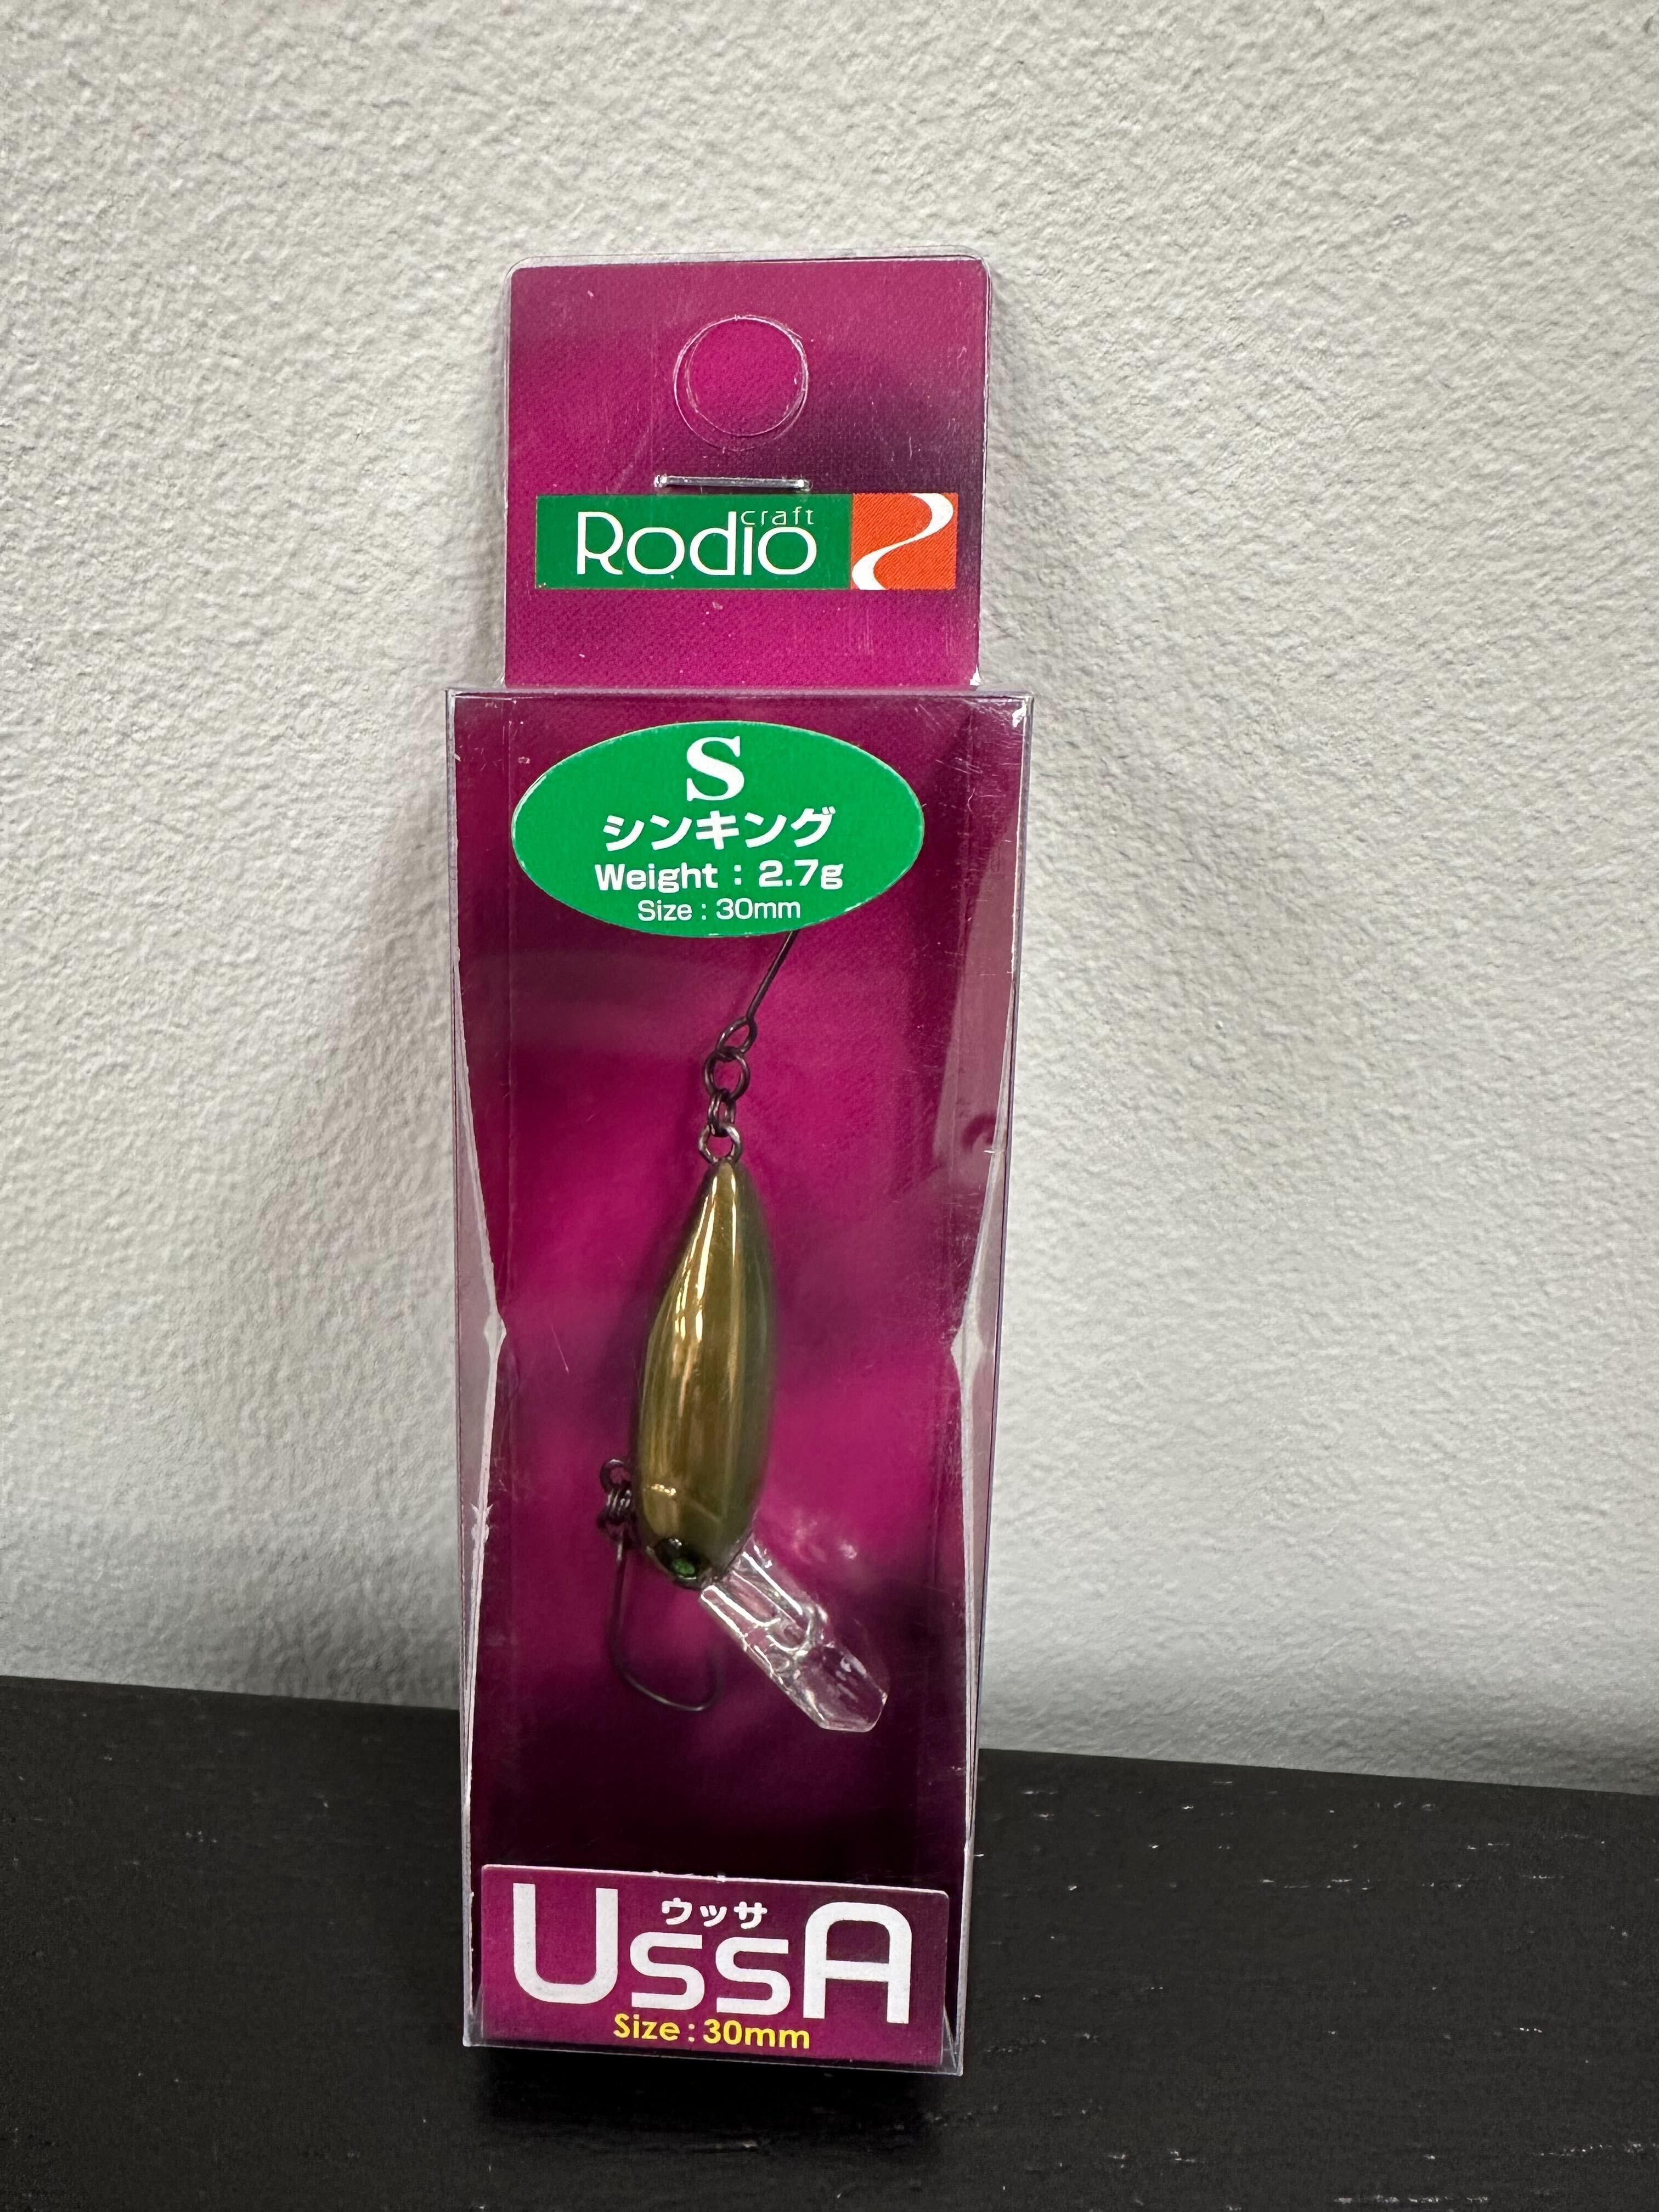 Rodio craft
S
シンキング
Weight : 2.7g
Size : 30mm
ウッサ
UssA
Size : 30mm